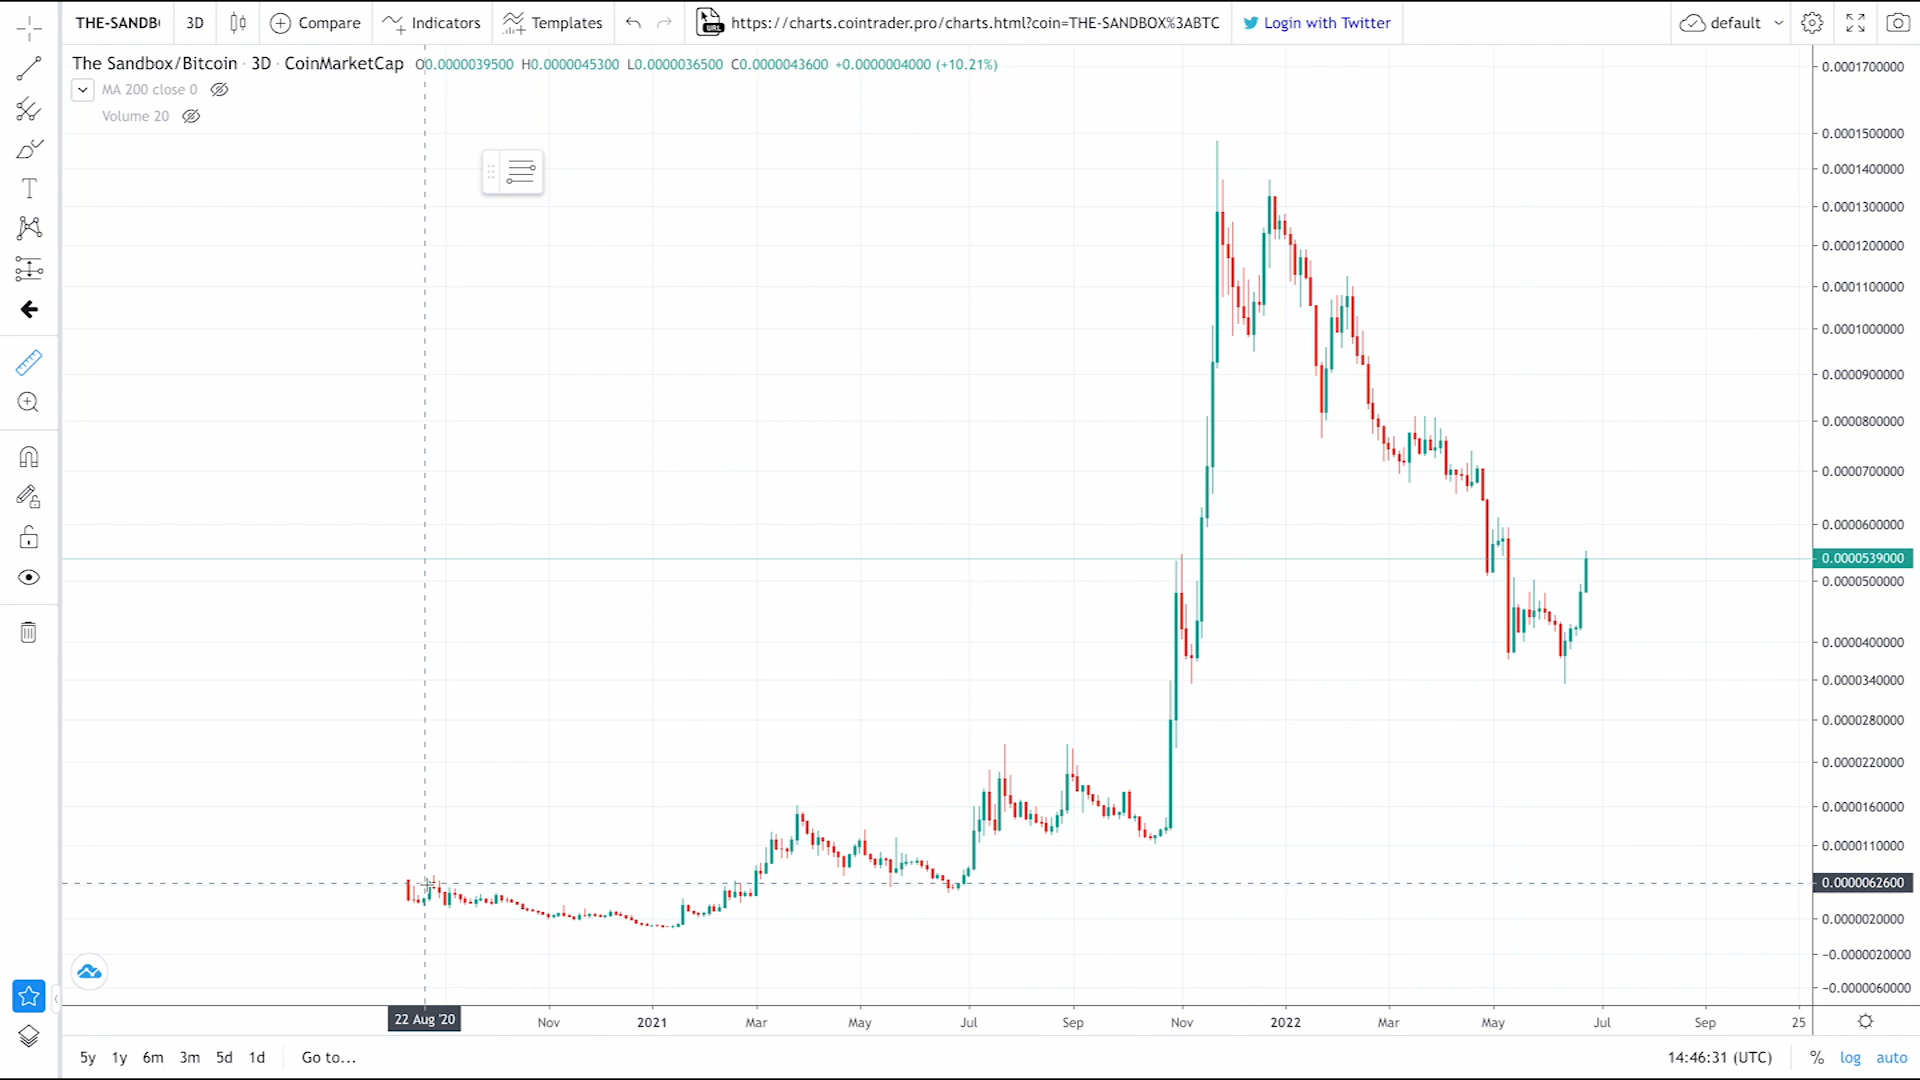 THE-SANDB
3D
Compare
Indicators
Templates
URL
https://charts.cointrader.pro/charts.html?coin=THE-SANDBOX%3ABTC
Login with Twitter
default
The Sandbox/Bitcoin · 3D · CoinMarketCap O0.0000039500 H0.0000045300 L0.0000036500 C0.0000043600 +0.0000004000 (+10.21%)
MA 200 close 0
Volume 20
0.0001700000
0.0001500000
0.0001400000
0.0001300000
0.0001200000
0.0001100000
0.0001000000
0.0000900000
0.0000800000
0.0000700000
0.0000600000
0.0000539000
0.0000500000
0.0000400000
0.0000340000
0.0000280000
0.0000220000
0.0000160000
0.0000110000
0.0000062600
0.0000020000
−0.0000020000
−0.0000060000
22 Aug '20 Nov 2021 Mar May Jul Sep Nov 2022 Mar May Jul Sep 25
5y 1y 6m 3m 5d 1d Go to... 14:46:31 (UTC) % log auto